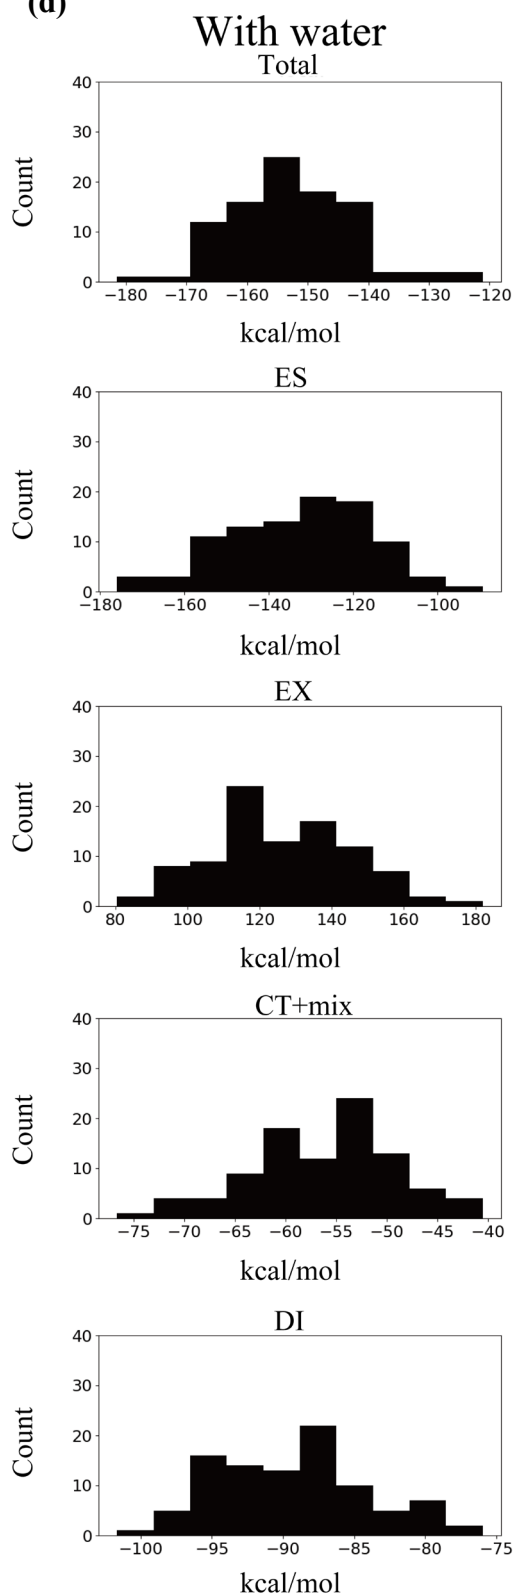 (d)
With water
Total
40
30
20
10
0
Count
−180 −170 −160 −150 −140 −130 −120
kcal/mol
ES
40
30
20
10
0
Count
−180 −160 −140 −120 −100
kcal/mol
EX
40
30
20
10
0
Count
80 100 120 140 160 180
kcal/mol
CT+mix
40
30
20
10
0
Count
−75 −70 −65 −60 −55 −50 −45 −40
kcal/mol
DI
40
30
20
10
0
Count
−100 −95 −90 −85 −80 −75
kcal/mol